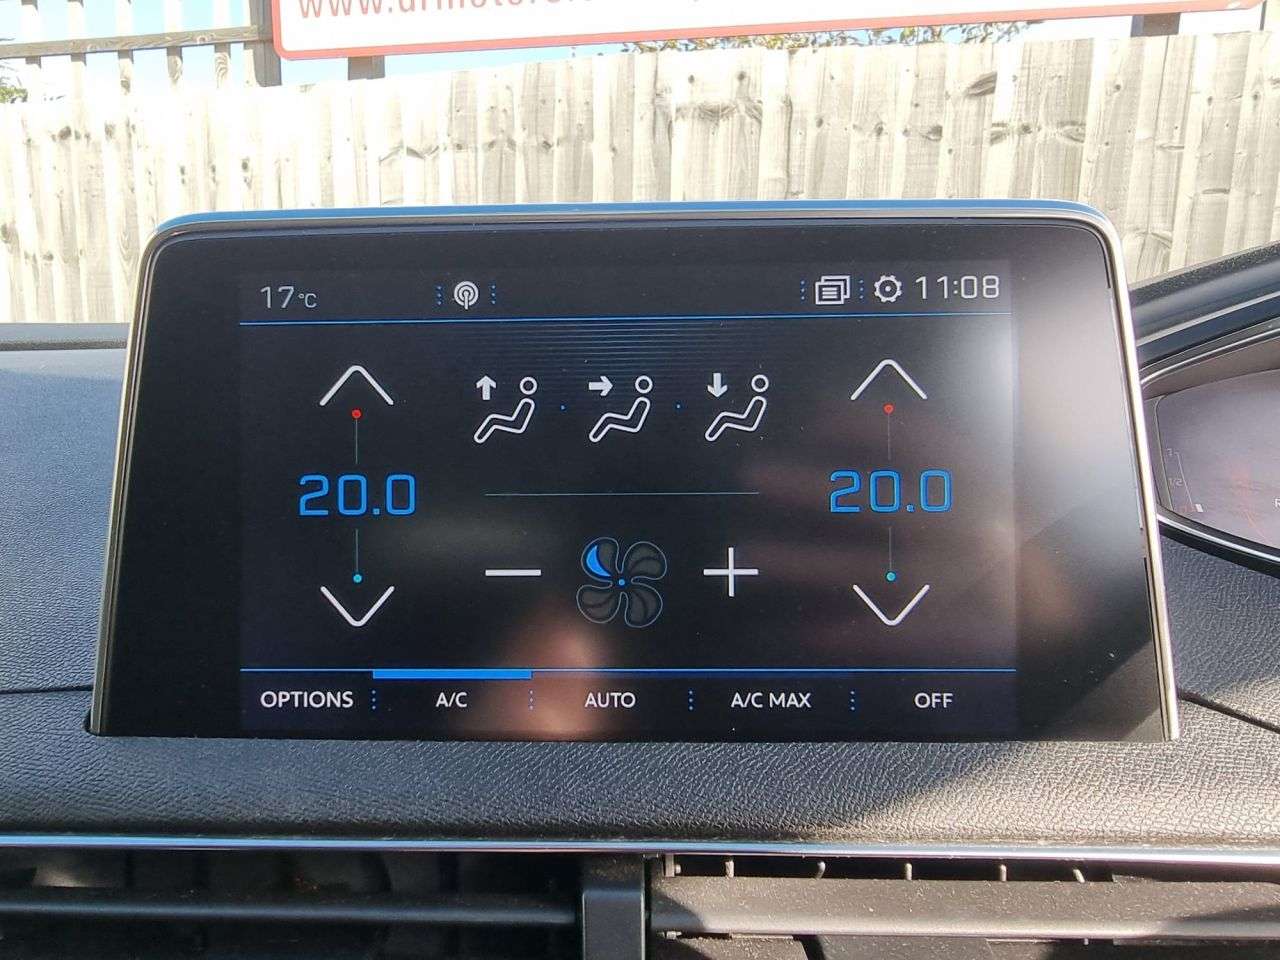 17°C
11:08
20.0
20.0
OPTIONS
A/C
AUTO
A/C MAX
OFF